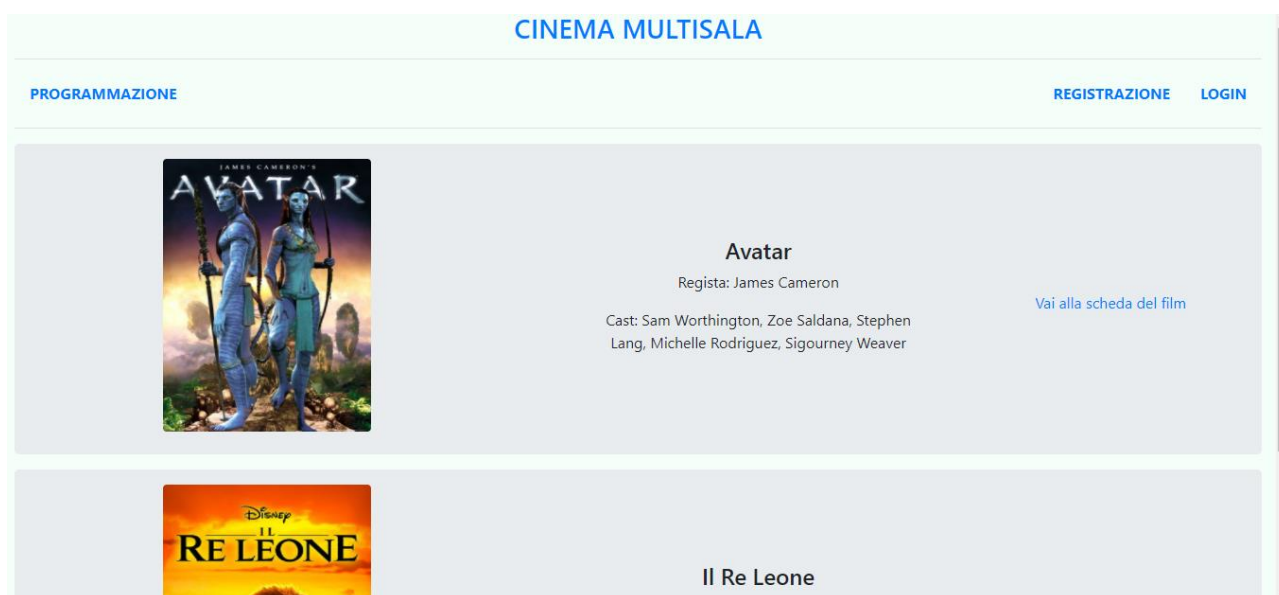 CINEMA MULTISALA
PROGRAMMAZIONE
REGISTRAZIONE
LOGIN
JAMES CAMERON'S
AVATAR
Avatar
Regista: James Cameron
Cast: Sam Worthington, Zoe Saldana, Stephen
Lang, Michelle Rodriguez, Sigourney Weaver
Vai alla scheda del film
Disney
IL
RE LEONE
Il Re Leone